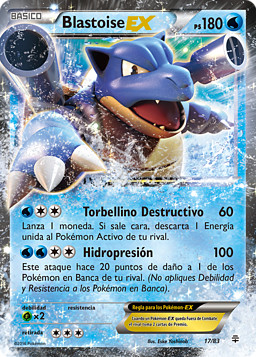 BÁSICO Blastoise EX PS180
Torbellino Destructivo 60
Lanza 1 moneda. Si sale cara, descarta 1 Energía
unida al Pokémon Activo de tu rival.
Hidropresión 100
Este ataque hace 20 puntos de daño a 1 de los
Pokémon en Banca de tu rival. (No apliques Debilidad
y Resistencia a los Pokémon en Banca).
debilidad resistencia
×2
Regla para los Pokémon-EX
Cuando un Pokémon-EX queda Fuera de Combate,
el rival toma 2 cartas de Premio.
retirada
©2016 Pokémon
Ilus. Eske Yoshinob
17/83